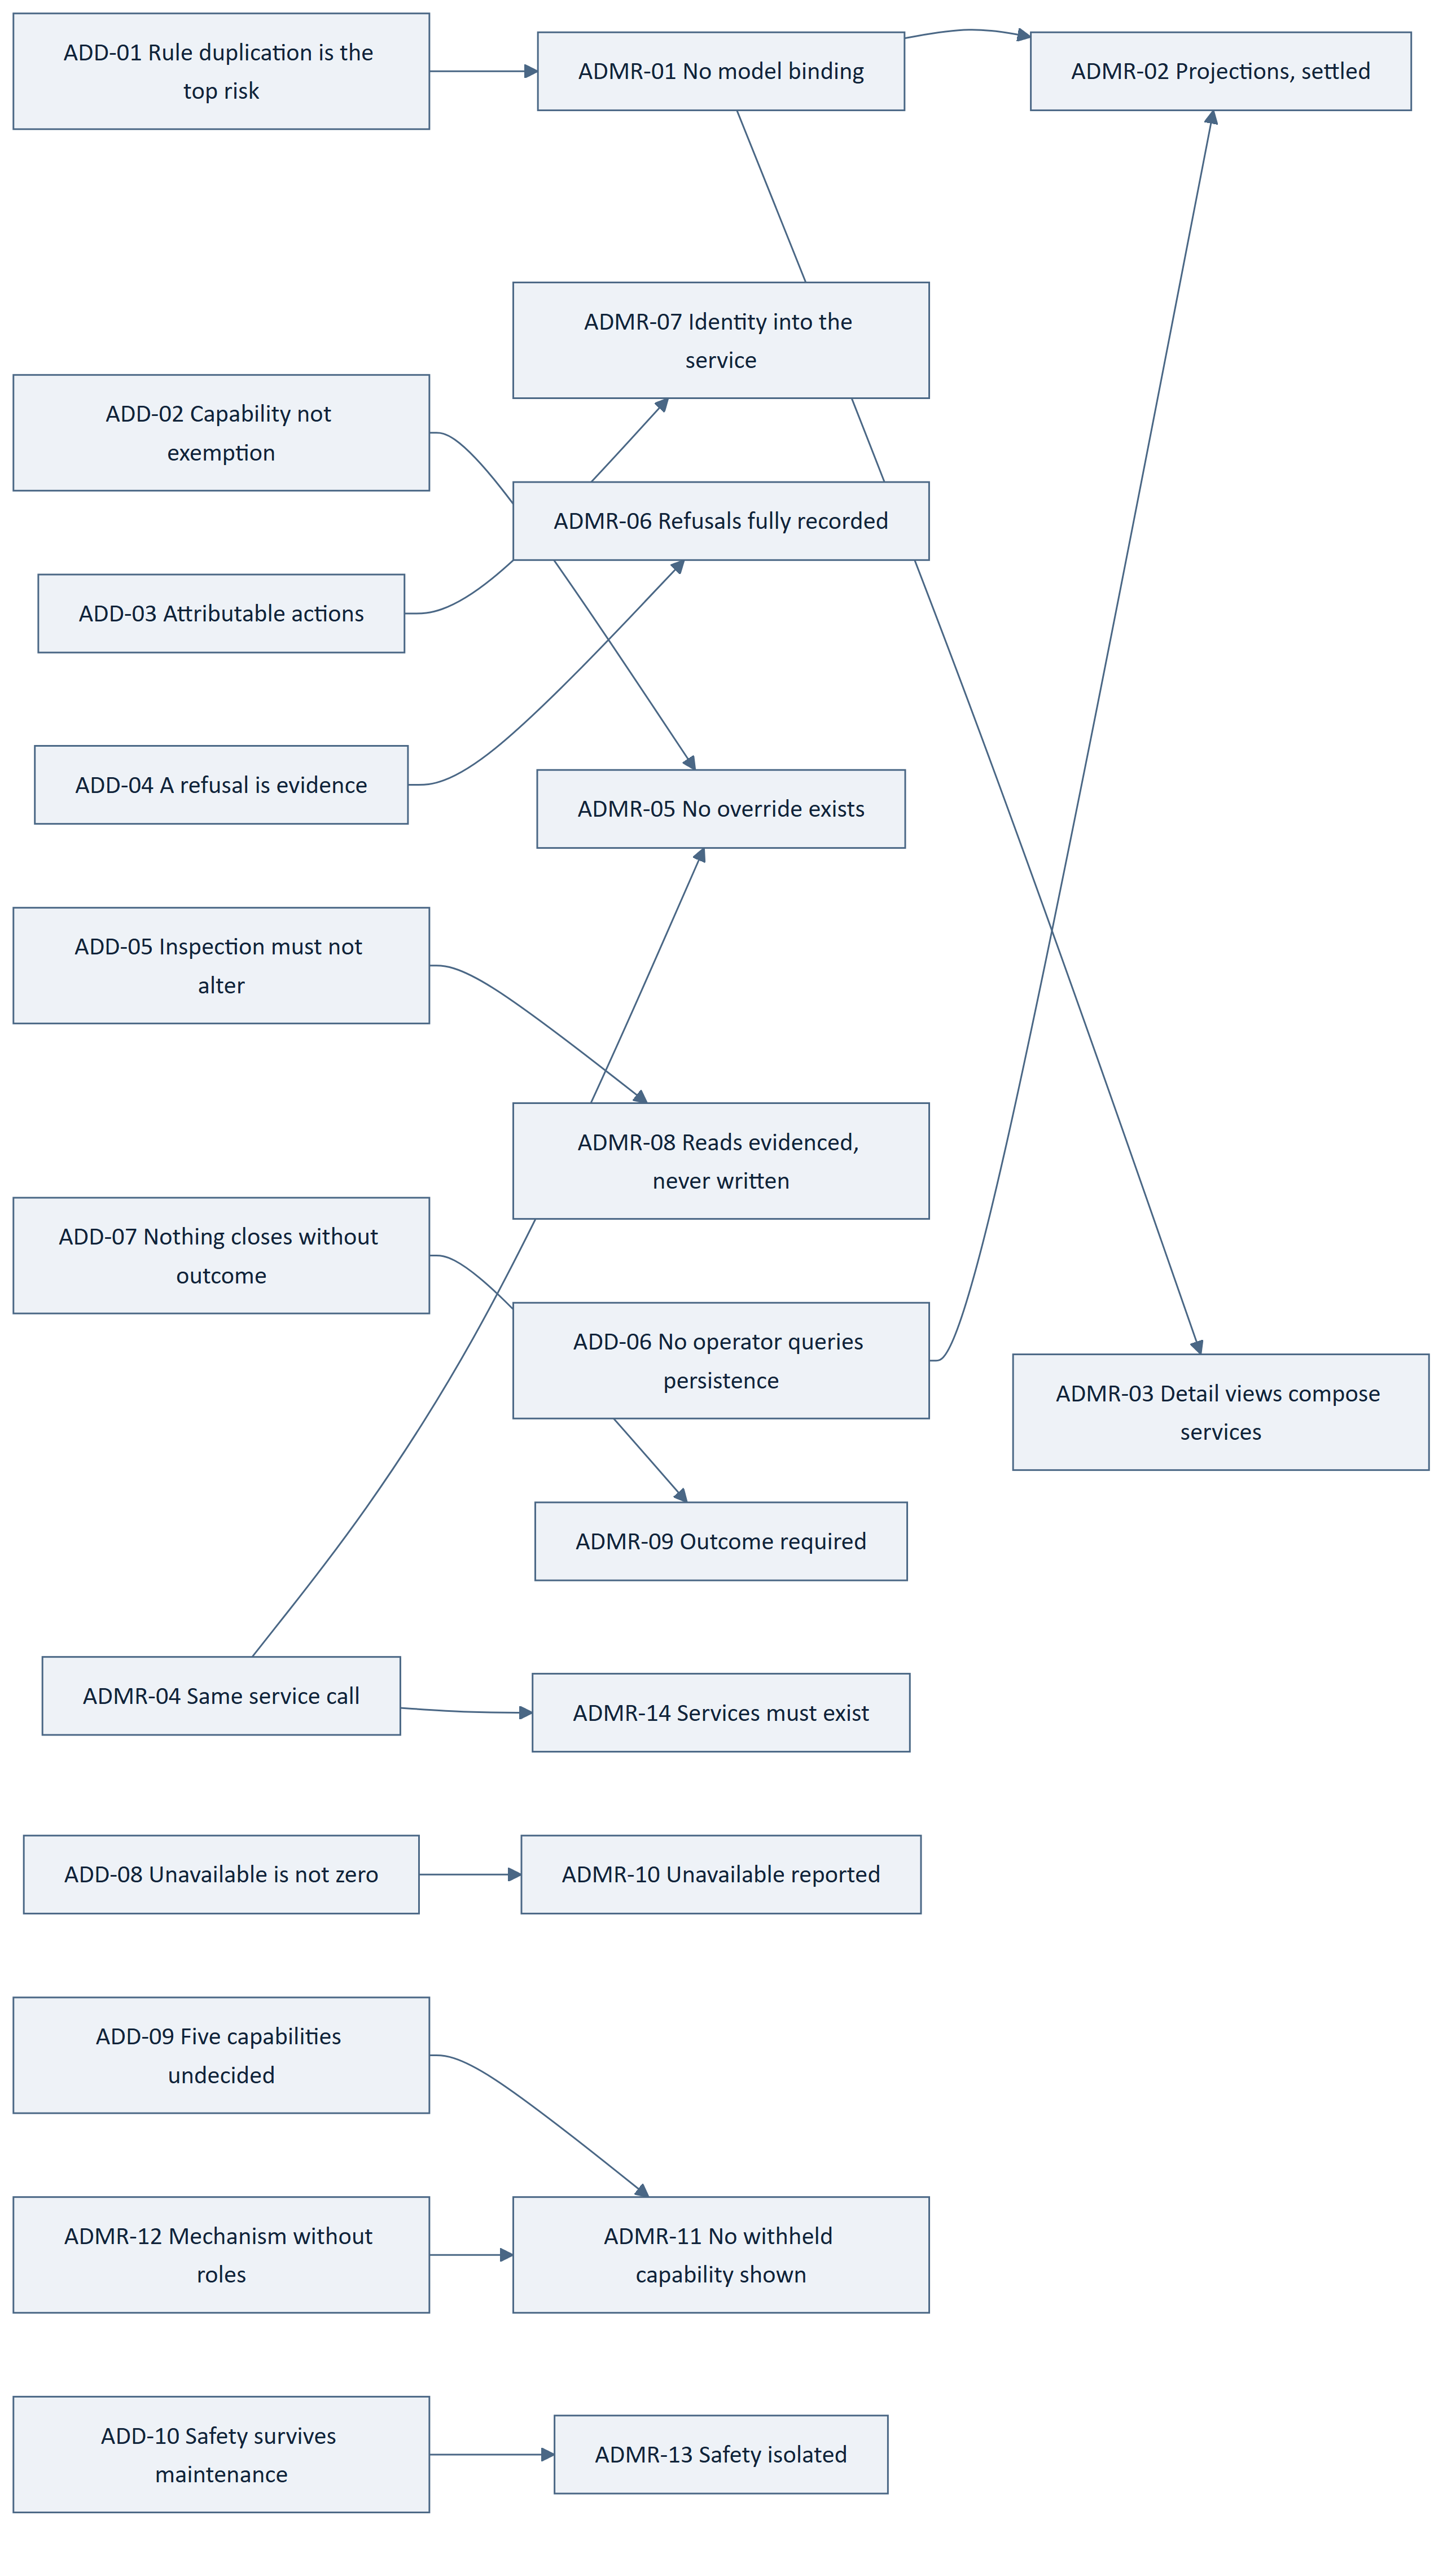 ADD-01 Rule duplication is the
top risk
ADMR-01 No model binding
ADMR-02 Projections, settled
ADMR-07 Identity into the
service
ADD-02 Capability not
exemption
ADMR-06 Refusals fully recorded
ADD-03 Attributable actions
ADD-04 A refusal is evidence
ADMR-05 No override exists
ADD-05 Inspection must not
alter
ADMR-08 Reads evidenced,
never written
ADD-07 Nothing closes without
outcome
ADD-06 No operator queries
persistence
ADMR-03 Detail views compose
services
ADMR-09 Outcome required
ADMR-04 Same service call
ADMR-14 Services must exist
ADD-08 Unavailable is not zero
ADMR-10 Unavailable reported
ADD-09 Five capabilities
undecided
ADMR-12 Mechanism without
roles
ADMR-11 No withheld
capability shown
ADD-10 Safety survives
maintenance
ADMR-13 Safety isolated